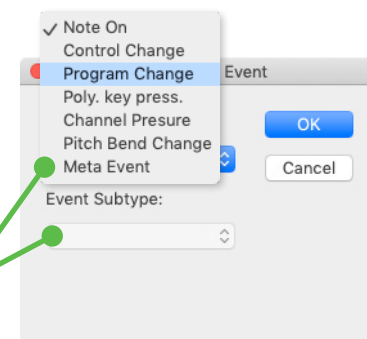 ✓ Note On
Control Change
Program Change
Event
Poly. key press.
Channel Presure
OK
Pitch Bend Change
Meta Event
Cancel
Event Subtype: